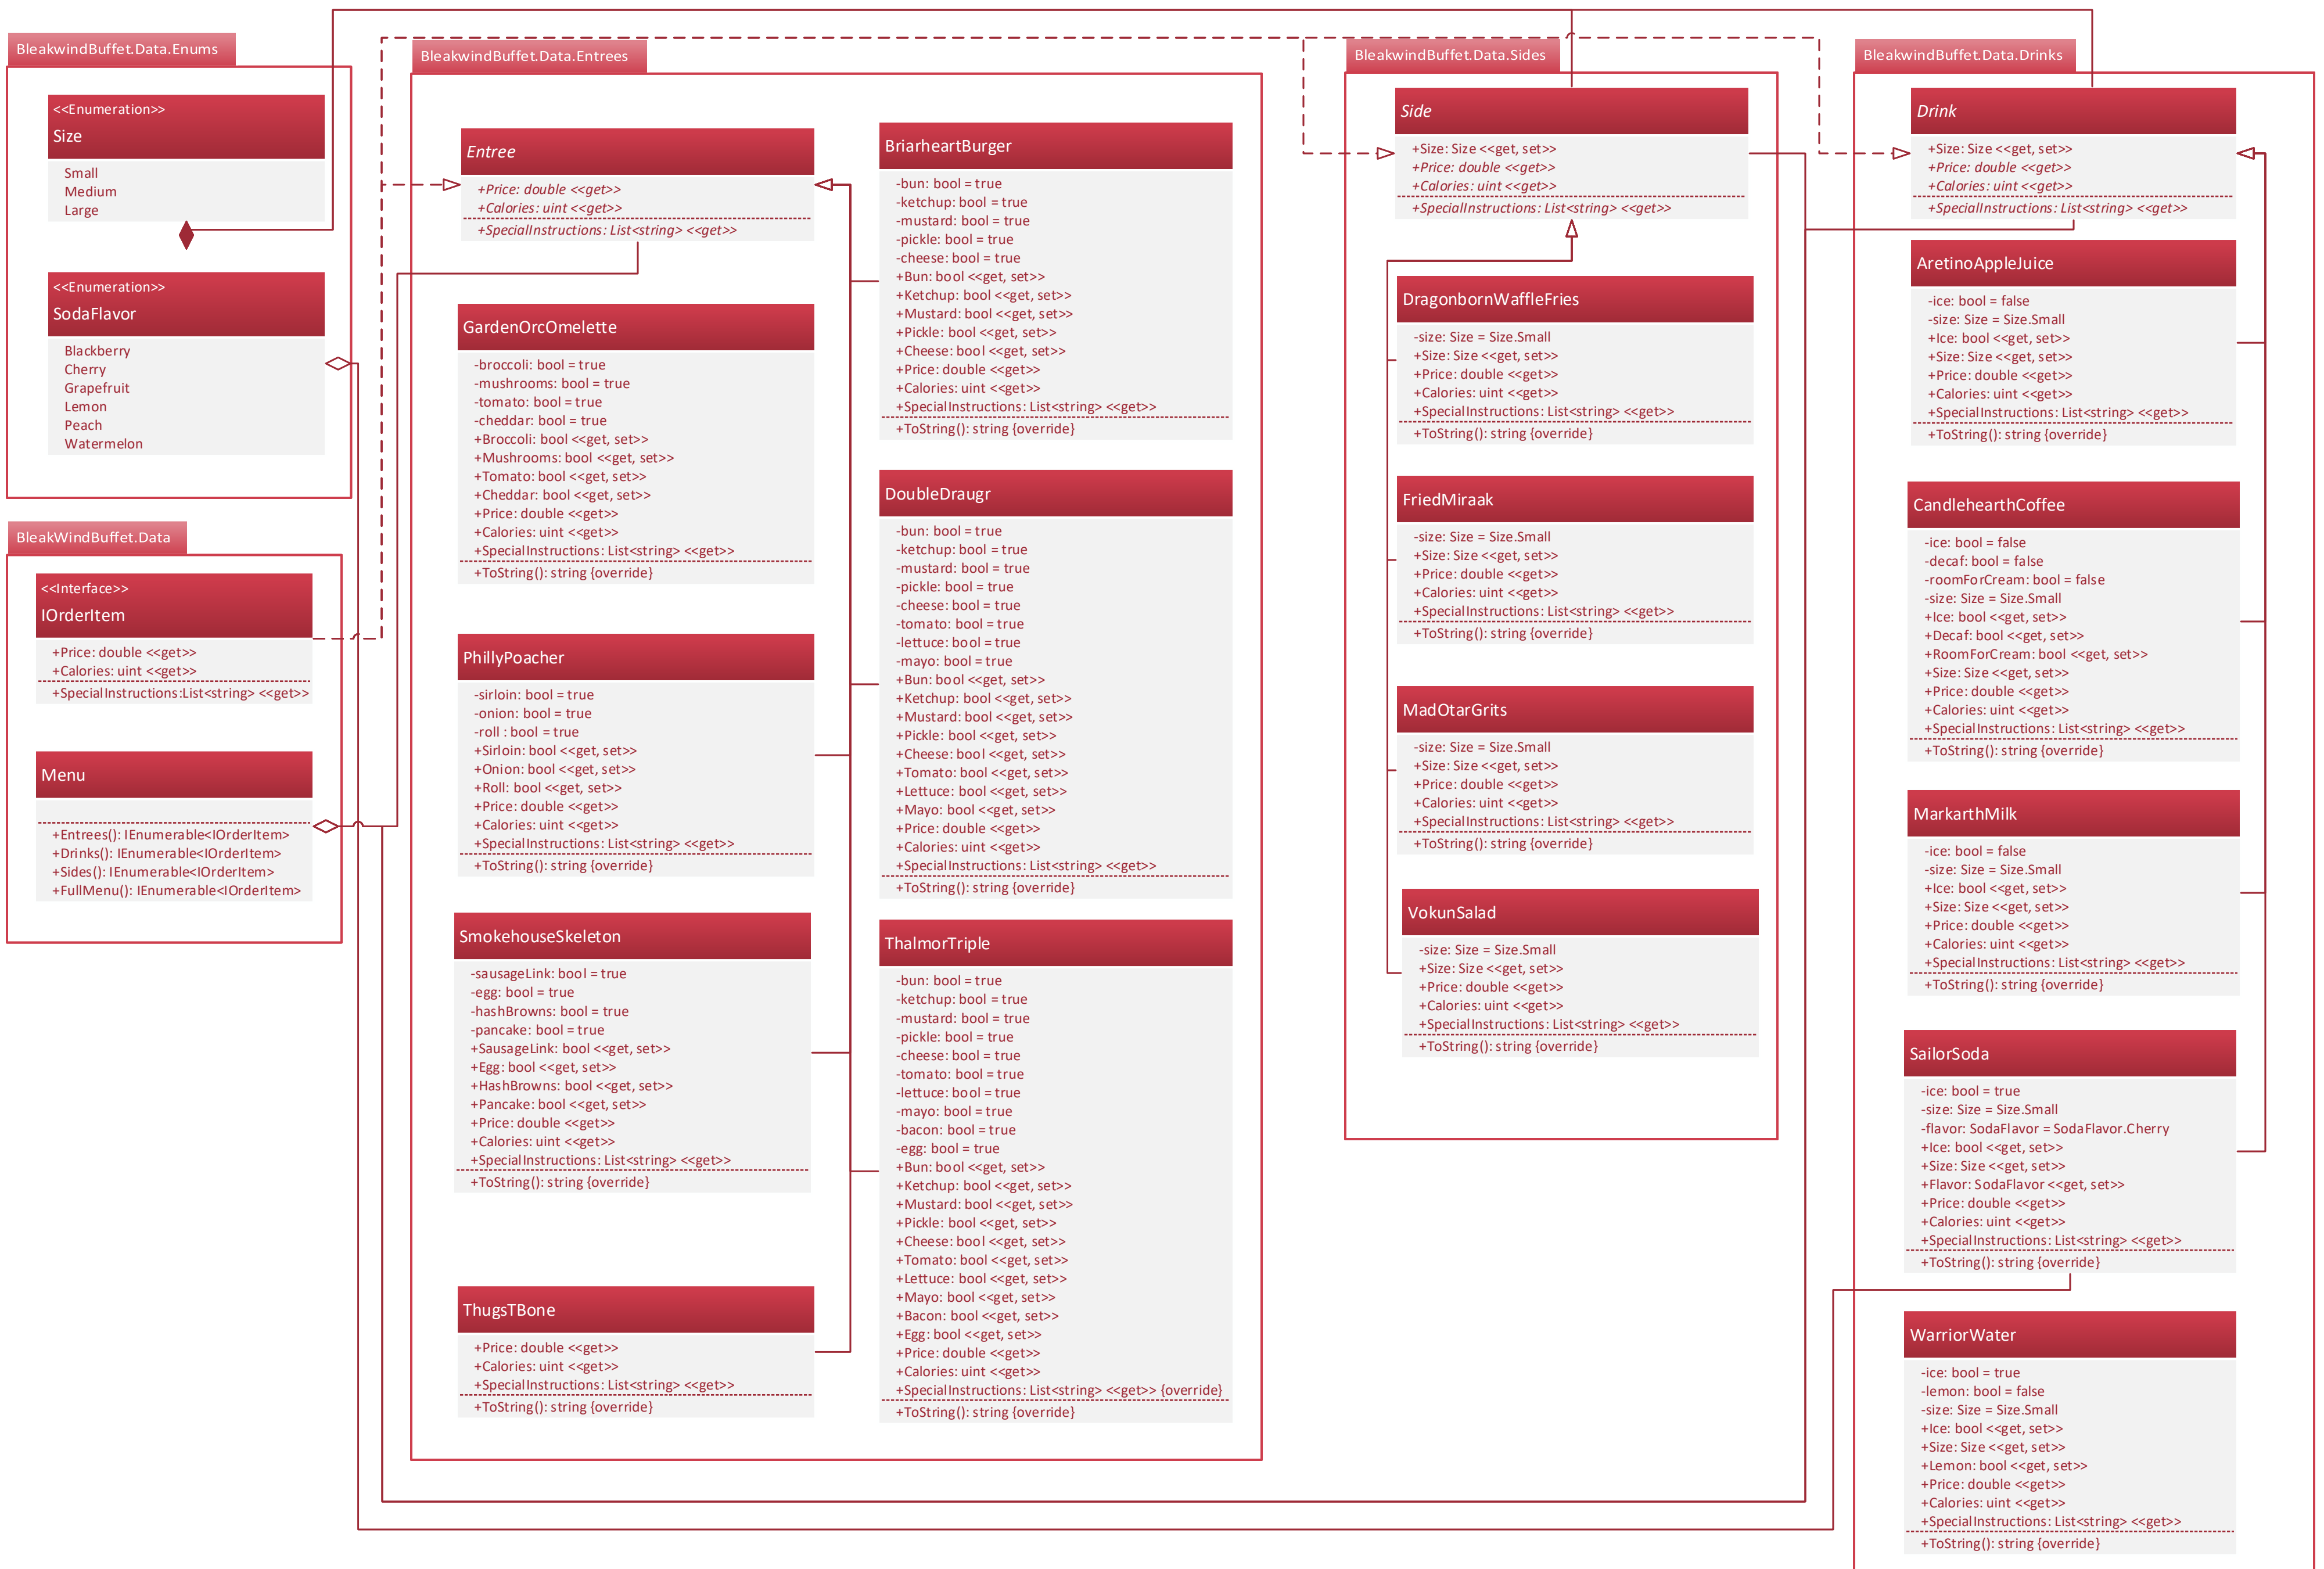 BleakwindBuffet.Data.Enums
<<Enumeration>>
Size
Small
Medium
Large
<<Enumeration>>
SodaFlavor
Blackberry
Cherry
Grapefruit
Lemon
Peach
Watermelon
BleakWindBuffet.Data
<<Interface>>
IOrderItem
+Price: double <<get>>
+Calories: uint <<get>>
+SpecialInstructions:List<string> <<get>>
Menu
+Entrees(): IEnumerable<IOrderItem>
+Drinks(): IEnumerable<IOrderItem>
+Sides(): IEnumerable<IOrderItem>
+FullMenu(): IEnumerable<IOrderItem>
BleakwindBuffet.Data.Entrees
Entree
+Price: double <<get>>
+Calories: uint <<get>>
+SpecialInstructions: List<string> <<get>>
GardenOrcOmelette
-broccoli: bool = true
-mushrooms: bool = true
-tomato: bool = true
-cheddar: bool = true
+Broccoli: bool <<get, set>>
+Mushrooms: bool <<get, set>>
+Tomato: bool <<get, set>>
+Cheddar: bool <<get, set>>
+Price: double <<get>>
+Calories: uint <<get>>
+SpecialInstructions: List<string> <<get>>
+ToString(): string {override}
PhillyPoacher
-sirloin: bool = true
-onion: bool = true
-roll : bool = true
+Sirloin: bool <<get, set>>
+Onion: bool <<get, set>>
+Roll: bool <<get, set>>
+Price: double <<get>>
+Calories: uint <<get>>
+SpecialInstructions: List<string> <<get>>
+ToString(): string {override}
SmokehouseSkeleton
-sausageLink: bool = true
-egg: bool = true
-hashBrowns: bool = true
-pancake: bool = true
+SausageLink: bool <<get, set>>
+Egg: bool <<get, set>>
+HashBrowns: bool <<get, set>>
+Pancake: bool <<get, set>>
+Price: double <<get>>
+Calories: uint <<get>>
+SpecialInstructions: List<string> <<get>>
+ToString(): string {override}
ThugsTBone
+Price: double <<get>>
+Calories: uint <<get>>
+SpecialInstructions: List<string> <<get>>
+ToString(): string {override}
BriarheartBurger
-bun: bool = true
-ketchup: bool = true
-mustard: bool = true
-pickle: bool = true
-cheese: bool = true
+Bun: bool <<get, set>>
+Ketchup: bool <<get, set>>
+Mustard: bool <<get, set>>
+Pickle: bool <<get, set>>
+Cheese: bool <<get, set>>
+Price: double <<get>>
+Calories: uint <<get>>
+SpecialInstructions: List<string> <<get>>
+ToString(): string {override}
DoubleDraugr
-bun: bool = true
-ketchup: bool = true
-mustard: bool = true
-pickle: bool = true
-cheese: bool = true
-tomato: bool = true
-lettuce: bool = true
-mayo: bool = true
+Bun: bool <<get, set>>
+Ketchup: bool <<get, set>>
+Mustard: bool <<get, set>>
+Pickle: bool <<get, set>>
+Cheese: bool <<get, set>>
+Tomato: bool <<get, set>>
+Lettuce: bool <<get, set>>
+Mayo: bool <<get, set>>
+Price: double <<get>>
+Calories: uint <<get>>
+SpecialInstructions: List<string> <<get>>
+ToString(): string {override}
ThalmorTriple
-bun: bool = true
-ketchup: bool = true
-mustard: bool = true
-pickle: bool = true
-cheese: bool = true
-tomato: bool = true
-lettuce: bool = true
-mayo: bool = true
-bacon: bool = true
-egg: bool = true
+Bun: bool <<get, set>>
+Ketchup: bool <<get, set>>
+Mustard: bool <<get, set>>
+Pickle: bool <<get, set>>
+Cheese: bool <<get, set>>
+Tomato: bool <<get, set>>
+Lettuce: bool <<get, set>>
+Mayo: bool <<get, set>>
+Bacon: bool <<get, set>>
+Egg: bool <<get, set>>
+Price: double <<get>>
+Calories: uint <<get>>
+SpecialInstructions: List<string> <<get>> {override}
+ToString(): string {override}
BleakwindBuffet.Data.Sides
Side
+Size: Size <<get, set>>
+Price: double <<get>>
+Calories: uint <<get>>
+SpecialInstructions: List<string> <<get>>
DragonbornWaffleFries
-size: Size = Size.Small
+Size: Size <<get, set>>
+Price: double <<get>>
+Calories: uint <<get>>
+SpecialInstructions: List<string> <<get>>
+ToString(): string {override}
FriedMiraak
-size: Size = Size.Small
+Size: Size <<get, set>>
+Price: double <<get>>
+Calories: uint <<get>>
+SpecialInstructions: List<string> <<get>>
+ToString(): string {override}
MadOtarGrits
-size: Size = Size.Small
+Size: Size <<get, set>>
+Price: double <<get>>
+Calories: uint <<get>>
+SpecialInstructions: List<string> <<get>>
+ToString(): string {override}
VokunSalad
-size: Size = Size.Small
+Size: Size <<get, set>>
+Price: double <<get>>
+Calories: uint <<get>>
+SpecialInstructions: List<string> <<get>>
+ToString(): string {override}
BleakwindBuffet.Data.Drinks
Drink
+Size: Size <<get, set>>
+Price: double <<get>>
+Calories: uint <<get>>
+SpecialInstructions: List<string> <<get>>
AretinoAppleJuice
-ice: bool = false
-size: Size = Size.Small
+Ice: bool <<get, set>>
+Size: Size <<get, set>>
+Price: double <<get>>
+Calories: uint <<get>>
+SpecialInstructions: List<string> <<get>>
+ToString(): string {override}
CandlehearthCoffee
-ice: bool = false
-decaf: bool = false
-roomForCream: bool = false
-size: Size = Size.Small
+Ice: bool <<get, set>>
+Decaf: bool <<get, set>>
+RoomForCream: bool <<get, set>>
+Size: Size <<get, set>>
+Price: double <<get>>
+Calories: uint <<get>>
+SpecialInstructions: List<string> <<get>>
+ToString(): string {override}
MarkarthMilk
-ice: bool = false
-size: Size = Size.Small
+Ice: bool <<get, set>>
+Size: Size <<get, set>>
+Price: double <<get>>
+Calories: uint <<get>>
+SpecialInstructions: List<string> <<get>>
+ToString(): string {override}
SailorSoda
-ice: bool = true
-size: Size = Size.Small
-flavor: SodaFlavor = SodaFlavor.Cherry
+Ice: bool <<get, set>>
+Size: Size <<get, set>>
+Flavor: SodaFlavor <<get, set>>
+Price: double <<get>>
+Calories: uint <<get>>
+SpecialInstructions: List<string> <<get>>
+ToString(): string {override}
WarriorWater
-ice: bool = true
-lemon: bool = false
-size: Size = Size.Small
+Ice: bool <<get, set>>
+Size: Size <<get, set>>
+Lemon: bool <<get, set>>
+Price: double <<get>>
+Calories: uint <<get>>
+SpecialInstructions: List<string> <<get>>
+ToString(): string {override}